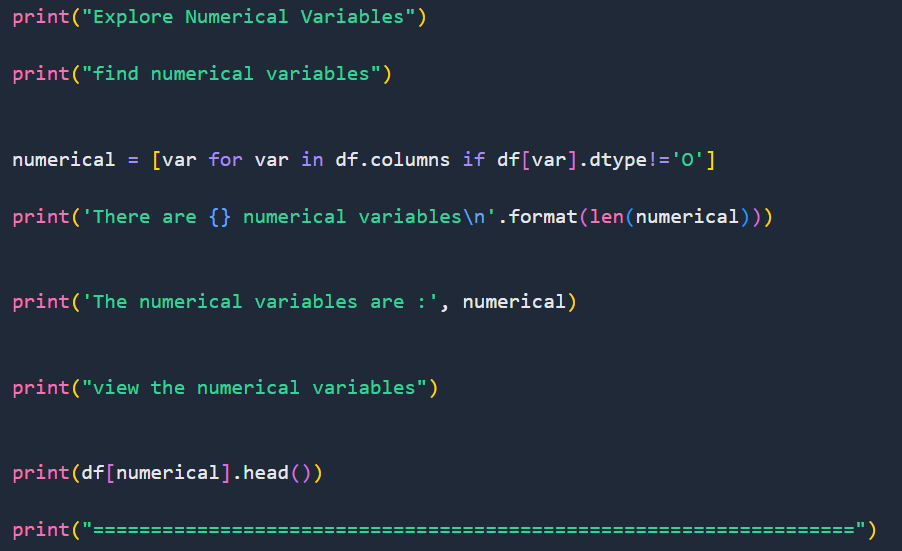 print("Explore Numerical Variables")
print("find numerical variables")
numerical = [var for var in df.columns if df[var].dtype!='O']
print('There are {} numerical variables\n'.format(len(numerical)))
print('The numerical variables are :', numerical)
print("view the numerical variables")
print(df[numerical].head())
print("==================================================================")